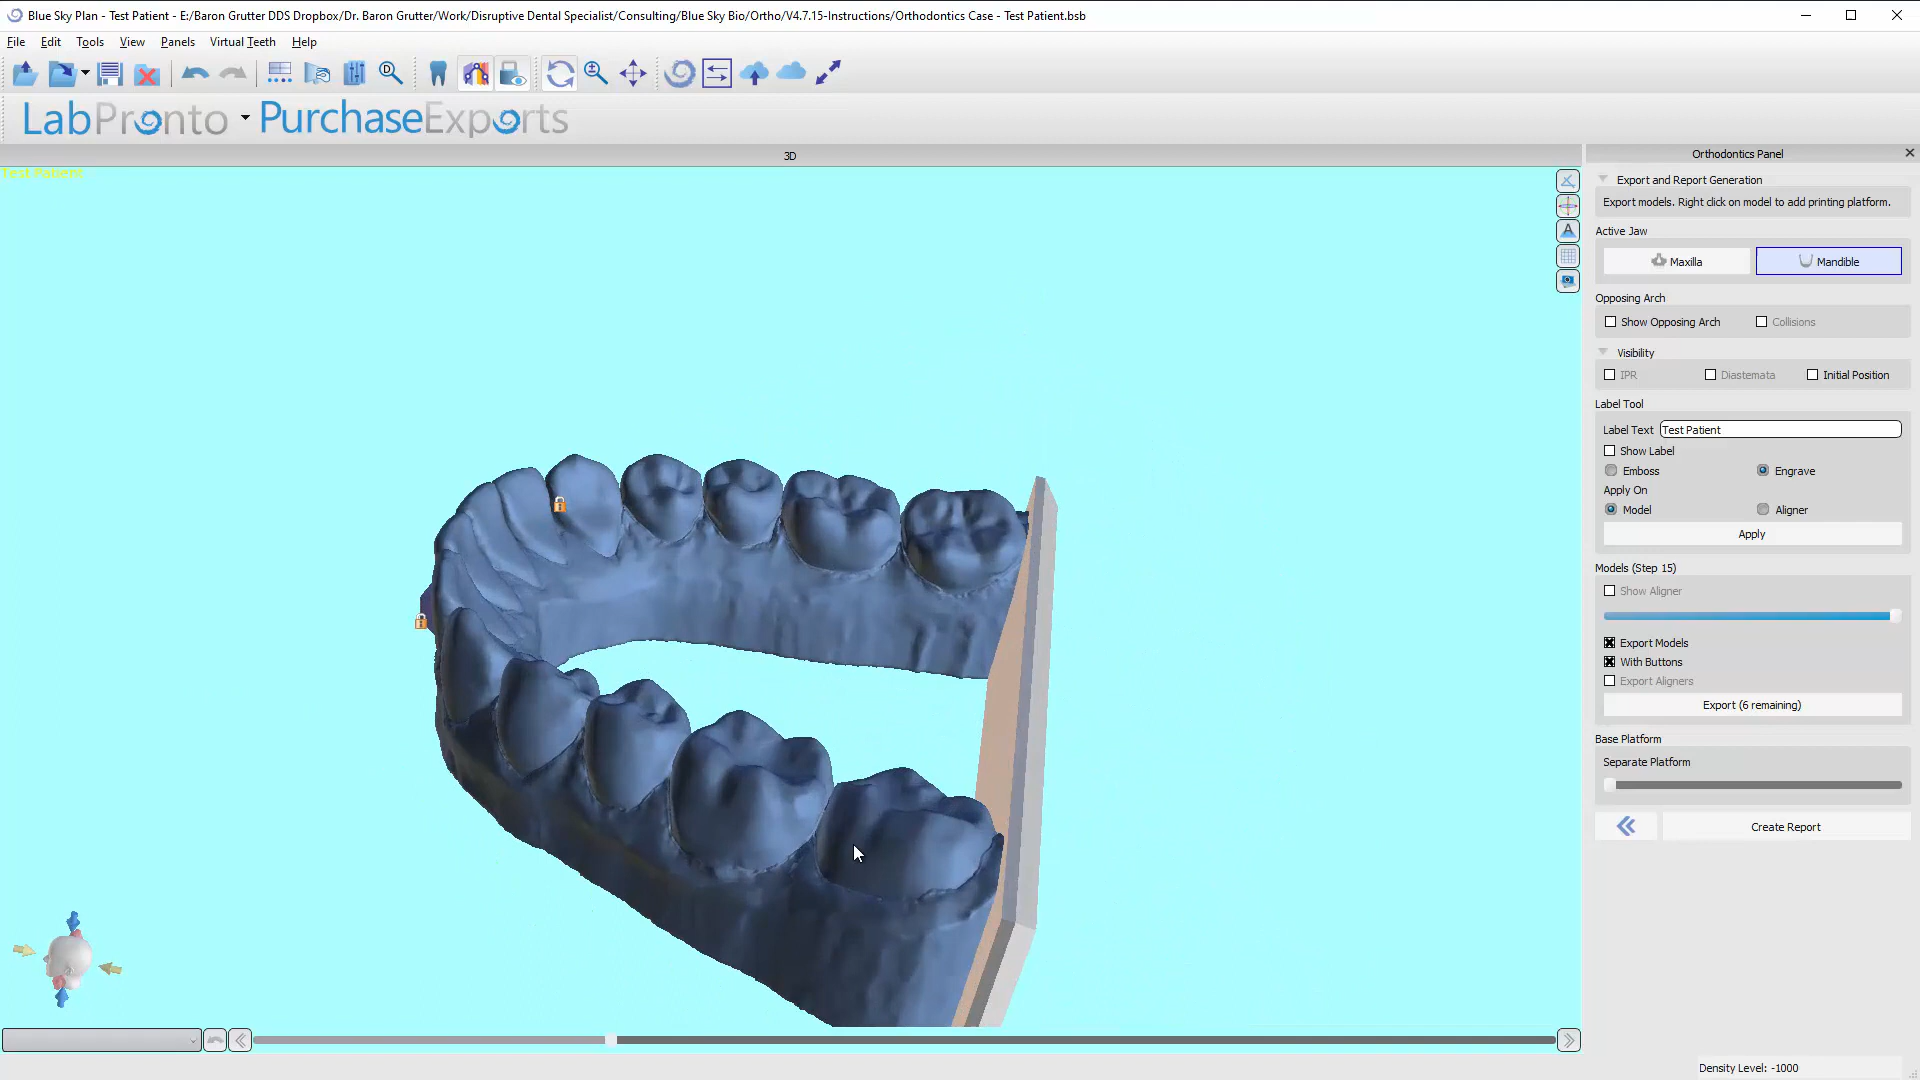 Blue Sky Plan - Test Patient - E:/Baron Grutter DDS Dropbox/Dr. Baron Grutter/Work/Disruptive Dental Specialist/Consulting/Blue Sky Bio/Ortho/V4.7.15-Instructions/Orthodontics Case - Test Patient.bsb
File Edit Tools View Panels Virtual Teeth Help
LabPronto PurchaseExports
3D
Test Patient
Orthodontics Panel
Export and Report Generation
Export models. Right click on model to add printing platform.
Active Jaw
Maxilla Mandible
Opposing Arch
Show Opposing Arch Collisions
Visibility
IPR Diastemata Initial Position
Label Tool
Label Text Test Patient
Show Label
Emboss Engrave
Apply On
Model Aligner
Apply
Models (Step 15)
Show Aligner
Export Models
With Buttons
Export Aligners
Export (6 remaining)
Base Platform
Separate Platform
Create Report
Density Level: -1000